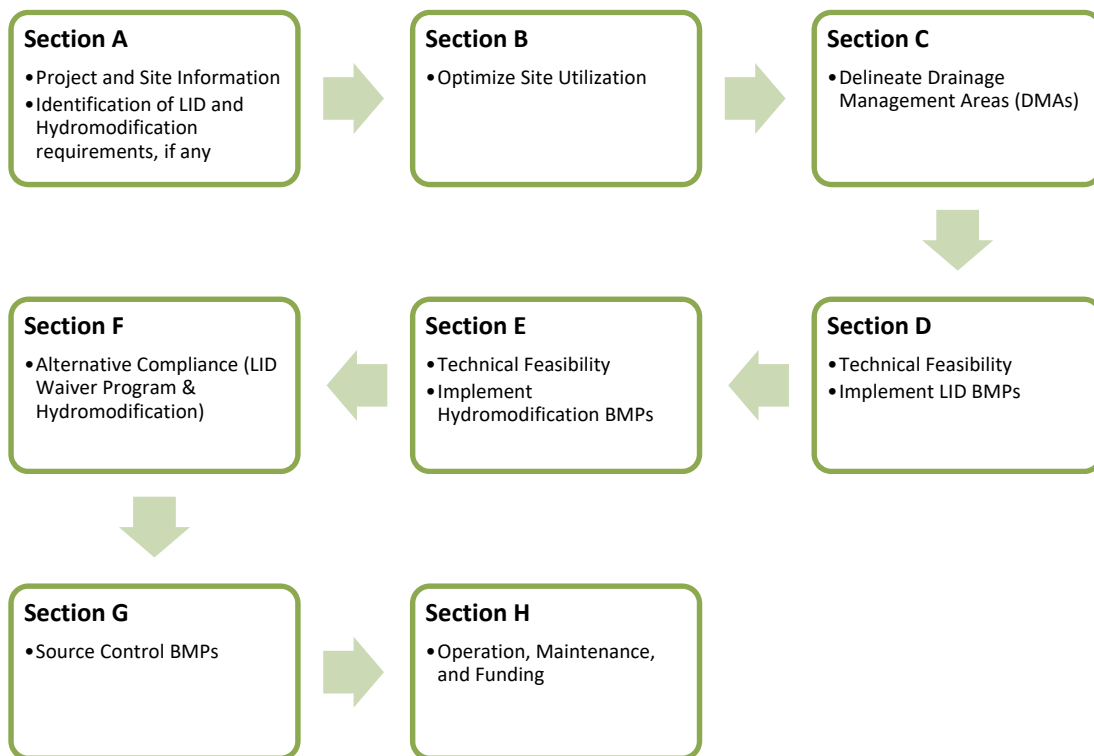 Section A
•Project and Site Information
•Identification of LID and
Hydromodification
requirements, if any
Section B
•Optimize Site Utilization
Section C
•Delineate Drainage
Management Areas (DMAs)
Section D
•Technical Feasibility
•Implement LID BMPs
Section E
•Technical Feasibility
•Implement
Hydromodification BMPs
Section F
•Alternative Compliance (LID
Waiver Program &
Hydromodification)
Section G
•Source Control BMPs
Section H
•Operation, Maintenance,
and Funding